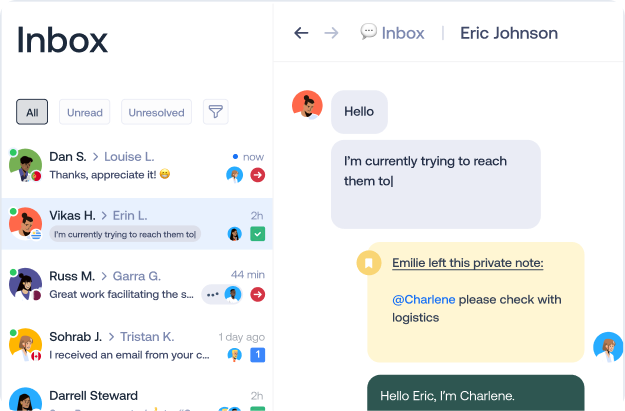 Inbox
All
Unread
Unresolved
Dan S. > Louise L.
now
Thanks, appreciate it! 😄
Vikas H. > Erin L.
2h
I'm currently trying to reach them to|
Russ M. > Garra G.
44 min
Great work facilitating the s...
Sohrab J. > Tristan K.
1 day ago
I received an email from your c...
1
Darrell Steward
2h
Inbox
Eric Johnson
Hello
I'm currently trying to reach
them to|
Emilie left this private note:
@Charlene please check with
logistics
Hello Eric, I'm Charlene.